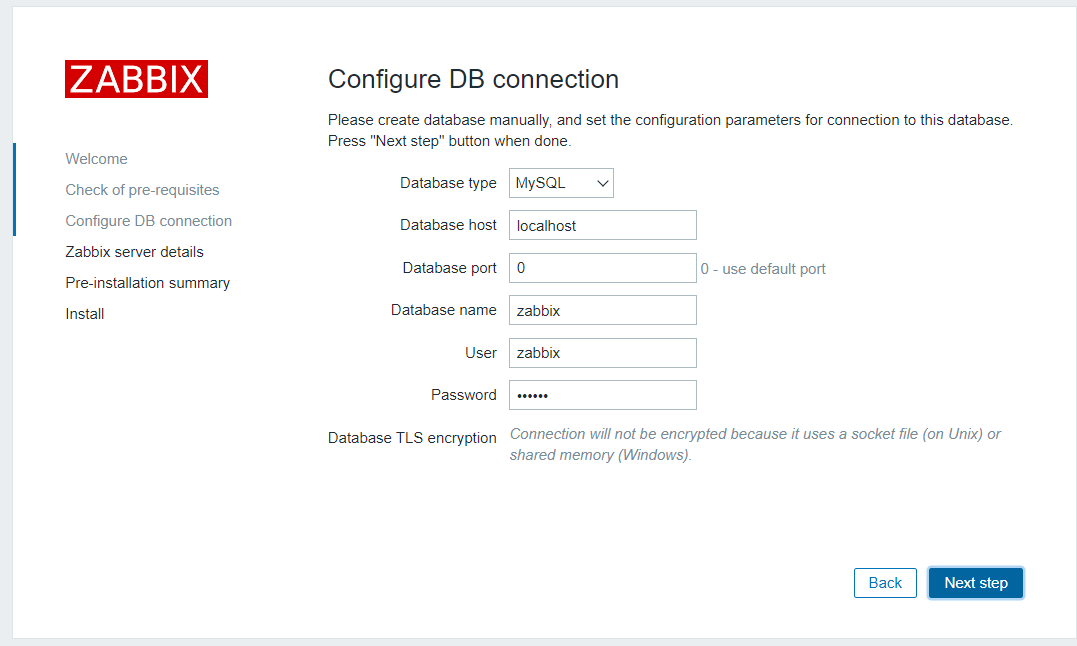 ZABBIX
Welcome
Check of pre-requisites
Configure DB connection
Zabbix server details
Pre-installation summary
Install
Configure DB connection
Please create database manually, and set the configuration parameters for connection to this database.
Press "Next step" button when done.
Database type MySQL
Database host localhost
Database port 0 0 - use default port
Database name zabbix
User zabbix
Password ••••••
Database TLS encryption Connection will not be encrypted because it uses a socket file (on Unix) or
shared memory (Windows).
Back Next step